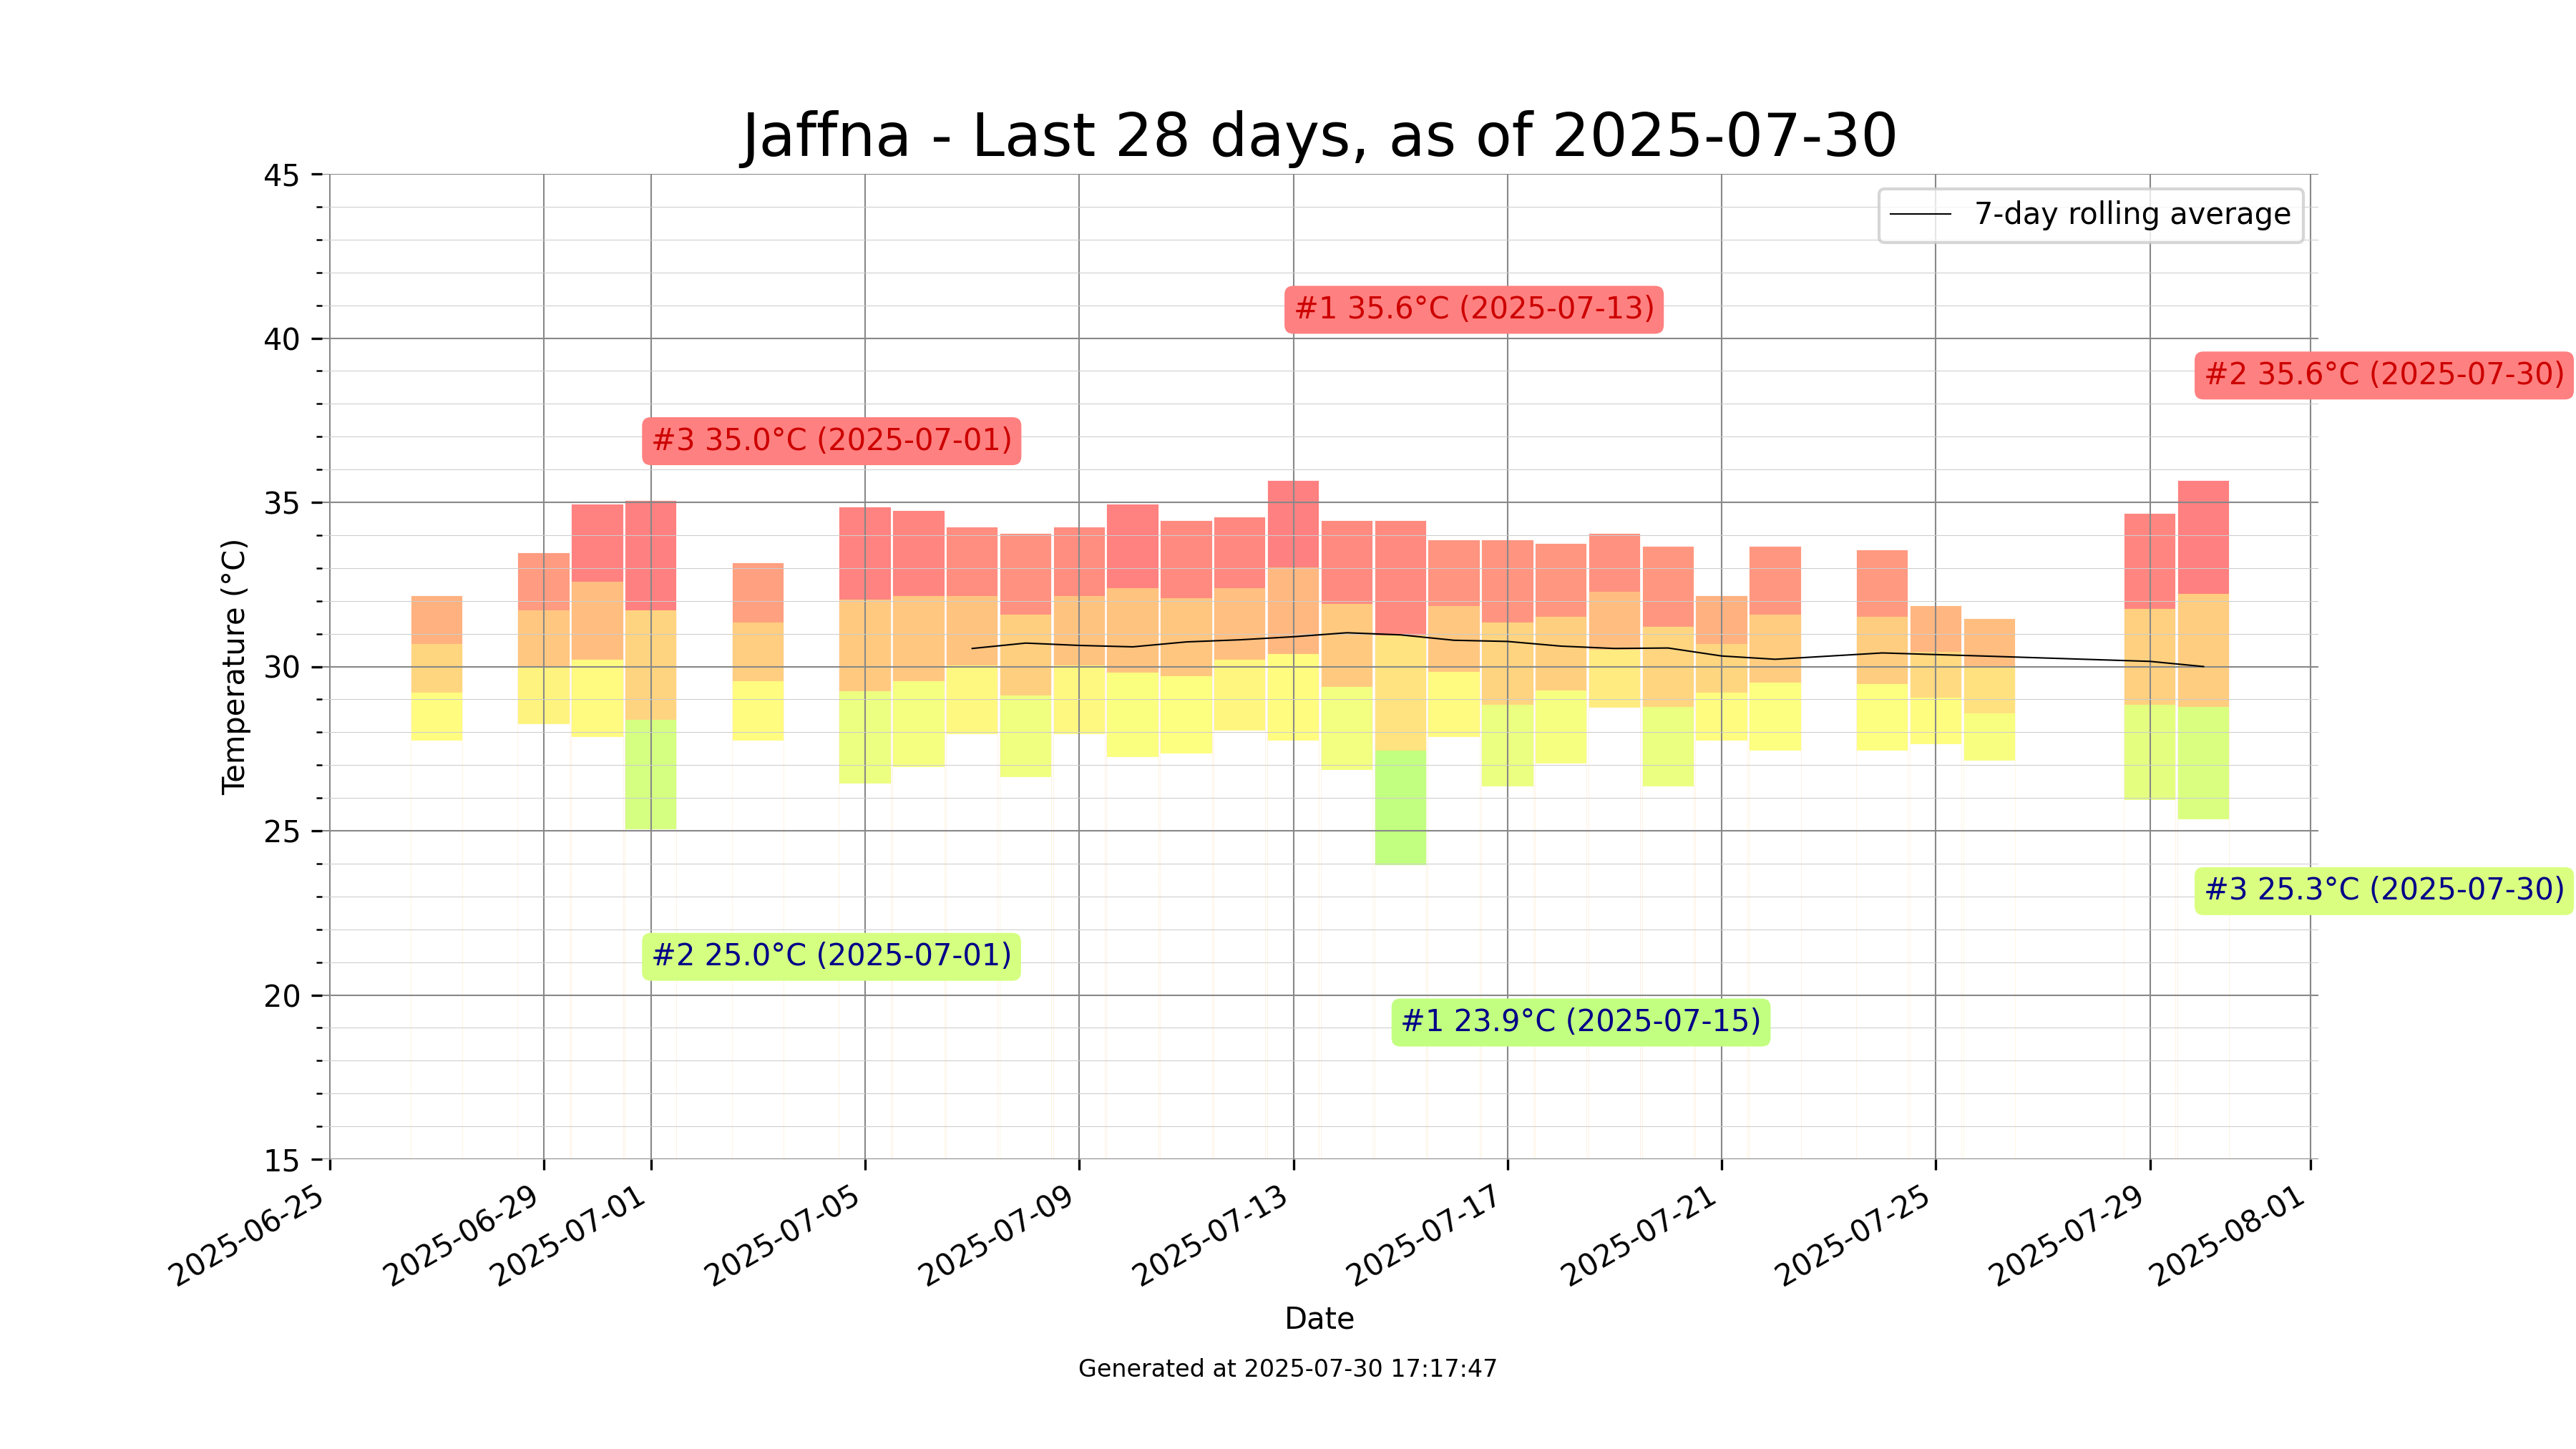 Jaffna - Last 28 days, as of 2025-07-30
45
7-day rolling average
#1 35.6°C (2025-07-13)
40
#2 35.6°C (2025-07-30)
#3 35.0°C (2025-07-01)
35
Temperature (°C)
30
25
#3 25.3°C (2025-07-30)
#2 25.0°C (2025-07-01)
20
#1 23.9°C (2025-07-15)
15
2025-06-25
2025-06-29
2025-07-01
2025-07-05
2025-07-09
2025-07-13
2025-07-17
2025-07-21
2025-07-25
2025-07-29
2025-08-01
Date
Generated at 2025-07-30 17:17:47